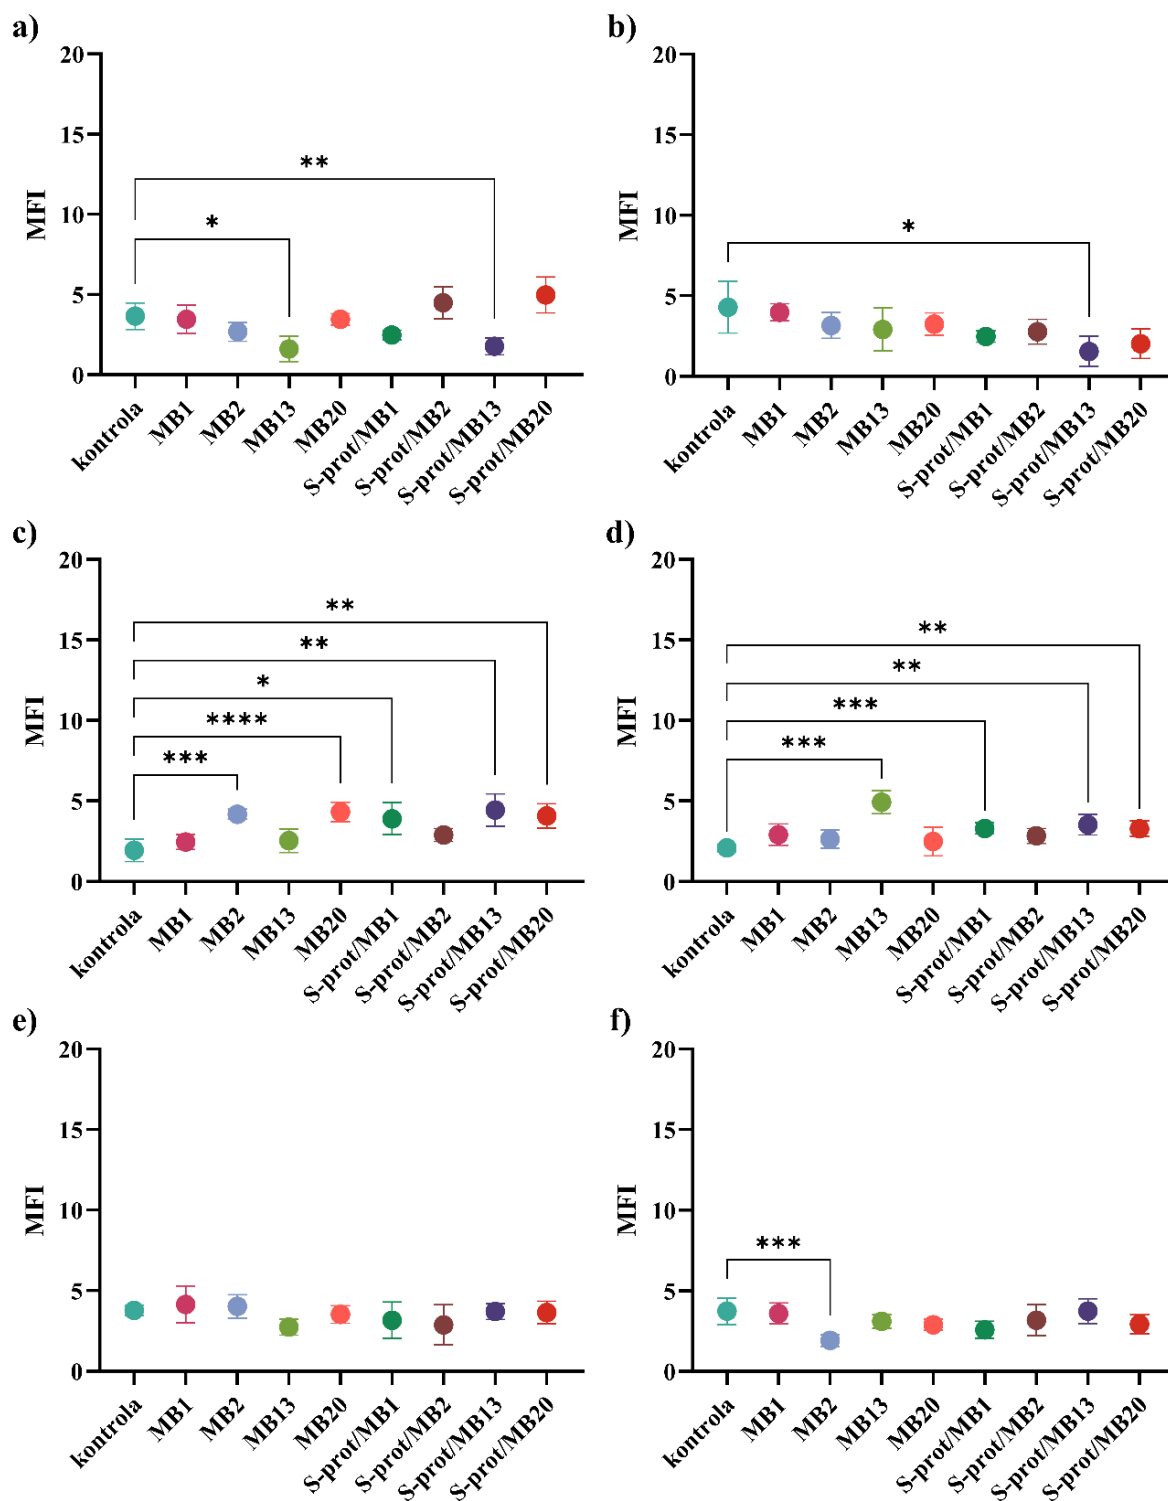 a)
20
15
10
5
0
MFI
**
*
kontrola
MB1
MB2
MB13
MB20
S-prot/MB1
S-prot/MB2
S-prot/MB13
S-prot/MB20
b)
20
15
10
5
0
MFI
*
kontrola
MB1
MB2
MB13
MB20
S-prot/MB1
S-prot/MB2
S-prot/MB13
S-prot/MB20
c)
20
15
10
5
0
MFI
**
**
*
****
***
kontrola
MB1
MB2
MB13
MB20
S-prot/MB1
S-prot/MB2
S-prot/MB13
S-prot/MB20
d)
20
15
10
5
0
MFI
**
**
***
***
kontrola
MB1
MB2
MB13
MB20
S-prot/MB1
S-prot/MB2
S-prot/MB13
S-prot/MB20
e)
20
15
10
5
0
MFI
kontrola
MB1
MB2
MB13
MB20
S-prot/MB1
S-prot/MB2
S-prot/MB13
S-prot/MB20
f)
20
15
10
5
0
MFI
***
kontrola
MB1
MB2
MB13
MB20
S-prot/MB1
S-prot/MB2
S-prot/MB13
S-prot/MB20